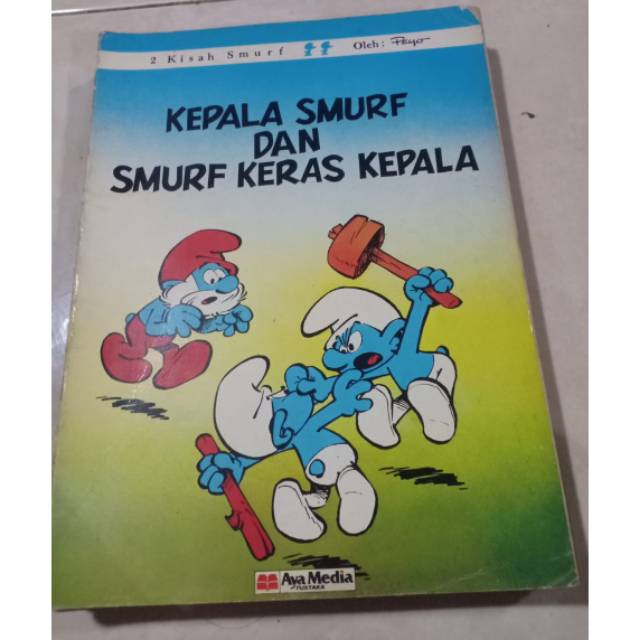 2 Kisah Smurf Oleh: Peyo
KEPALA SMURF
DAN
SMURF KERAS KEPALA
Aya Media
PUSTAKA